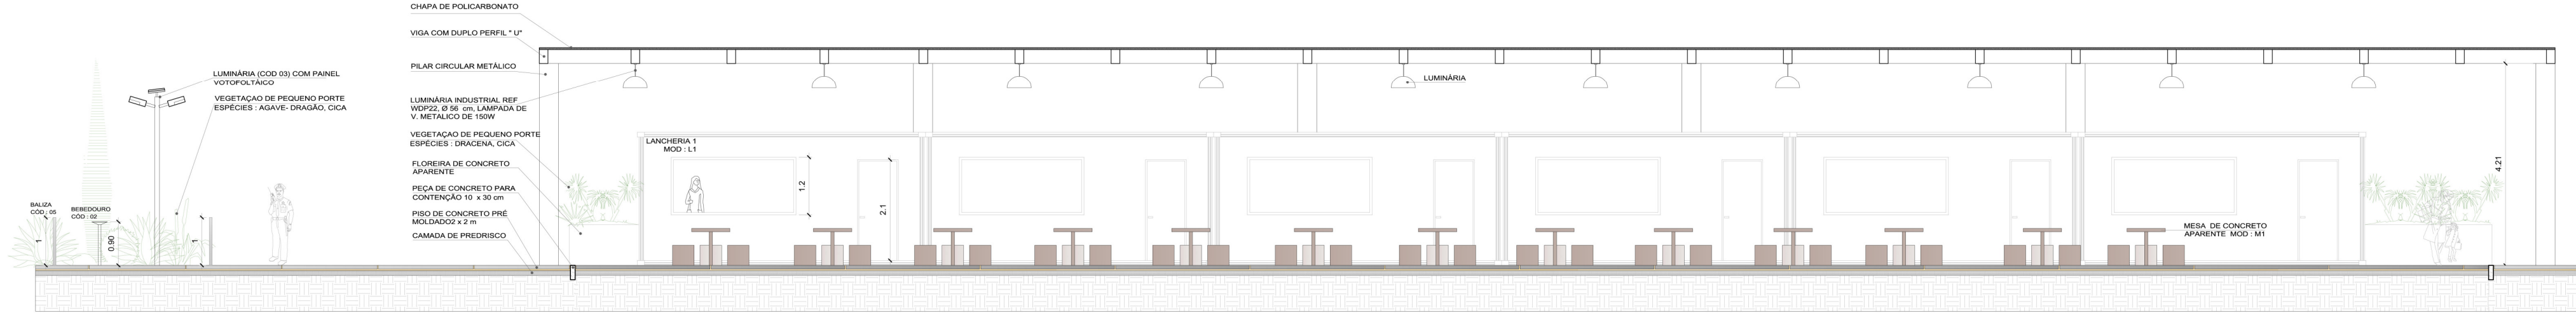 CHAPA DE POLICARBONATO
VIGA COM DUPLO PERFIL " U"
PILAR CIRCULAR METÁLICO
LUMINÁRIA (COD 03) COM PAINEL
VOTOFOLTÁICO
VEGETAÇAO DE PEQUENO PORTE
ESPÉCIES : AGAVE- DRAGÃO, CICA
LUMINÁRIA INDUSTRIAL REF
WDP22, Ø 56 cm, LAMPADA DE
V. METALICO DE 150W
VEGETAÇAO DE PEQUENO PORTE
ESPÉCIES : DRACENA, CICA
FLOREIRA DE CONCRETO
APARENTE
PEÇA DE CONCRETO PARA
CONTENÇÃO 10 x 30 cm
PISO DE CONCRETO PRÉ
MOLDADO2 x 2 m
CAMADA DE PREDRISCO
BALIZA
CÓD : 05
BEBEDOURO
CÓD : 02
1
0.90
1
LANCHERIA 1
MOD : L1
1.2
2.1
LUMINÁRIA
4.21
MESA DE CONCRETO
APARENTE MOD : M1